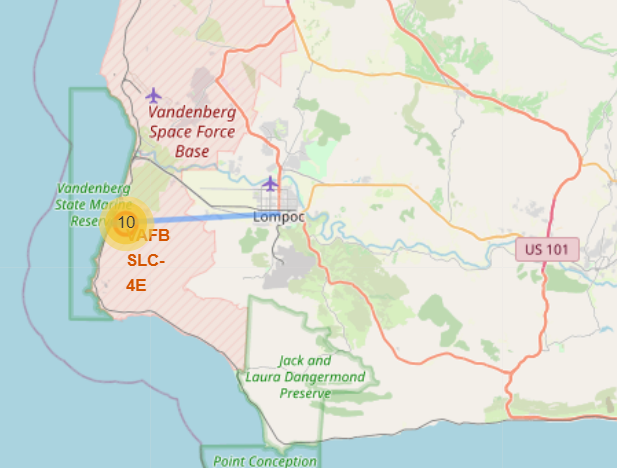 Vandenberg
Space Force
Base
Vandenberg
State Marine
Reserve
10
AFB
SLC-
4E
Lompoc
US 101
Jack and
Laura Dangermond
Preserve
Point Conception